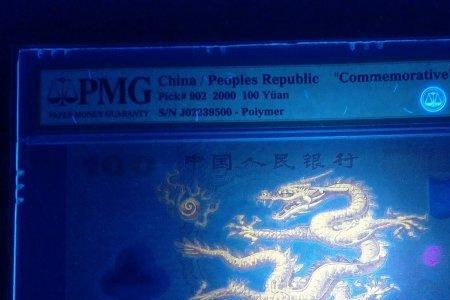 PMG
PAPER MONEY GUARANTY
China / Peoples Republic "Commemorative"
Pick# 902 2000 100 Yüan
S/N J02239500 - Polymer
100
中国人民银行